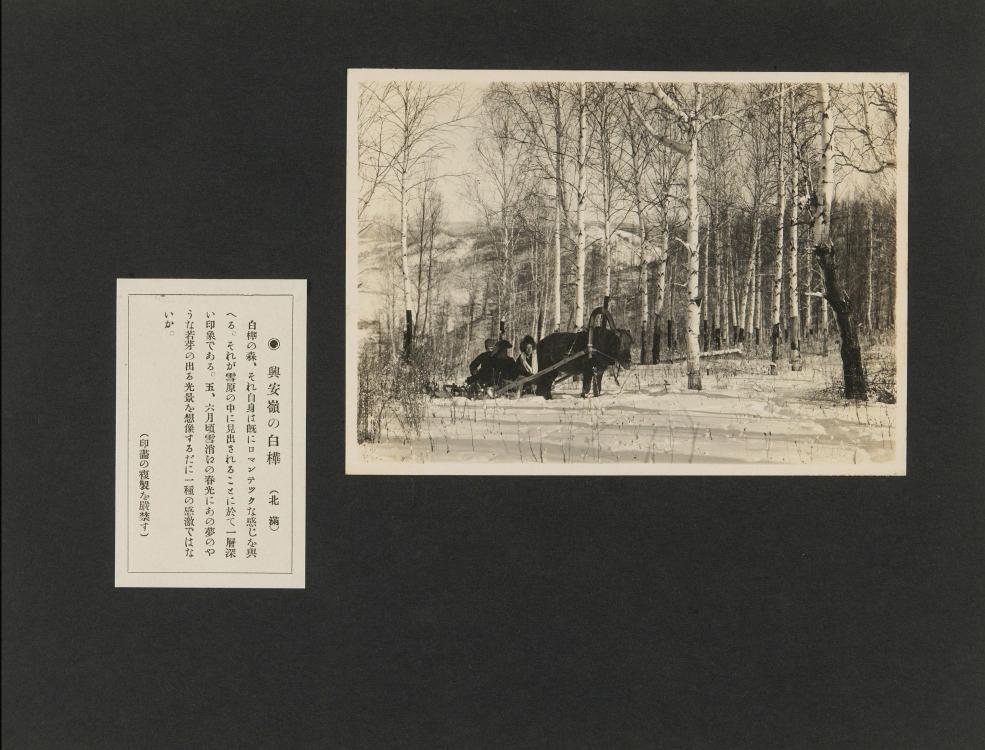 ◉ 興安嶺の白樺 (北滿)
白樺の森、それ自身は既にロマンテックな感じを與
へる。それが雪原の中に見出されることに於て一層深
い印象である。五、六月頃雪消ねの春光にあの夢のや
うな若芽の出る光景を想像するだに一種の感激ではな
いか。
(印畵の複製を嚴禁す)